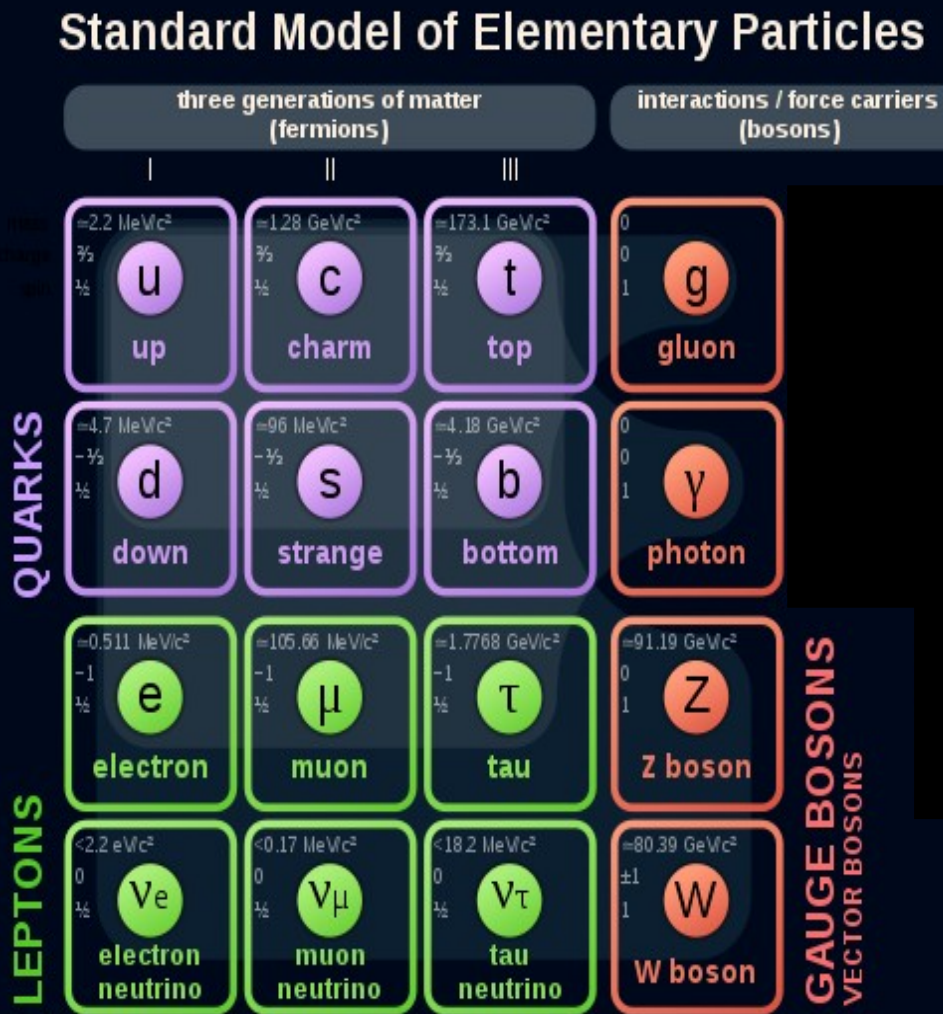 Standard Model of Elementary Particles
three generations of matter
(fermions)
interactions / force carriers
(bosons)
I II III
mass
charge
spin
≃2.2 MeV/c²
⅔
½
u
up
≃1.28 GeV/c²
⅔
½
c
charm
≃173.1 GeV/c²
⅔
½
t
top
0
0
1
g
gluon
QUARKS
≃4.7 MeV/c²
−⅓
½
d
down
≃96 MeV/c²
−⅓
½
s
strange
≃4.18 GeV/c²
−⅓
½
b
bottom
0
0
1
γ
photon
LEPTONS
≃0.511 MeV/c²
−1
½
e
electron
≃105.66 MeV/c²
−1
½
μ
muon
≃1.7768 GeV/c²
−1
½
τ
tau
≃91.19 GeV/c²
0
1
Z
Z boson
<2.2 eV/c²
0
½
νe
electron
neutrino
<0.17 MeV/c²
0
½
νμ
muon
neutrino
<18.2 MeV/c²
0
½
ντ
tau
neutrino
≃80.39 GeV/c²
±1
1
W
W boson
GAUGE BOSONS
VECTOR BOSONS